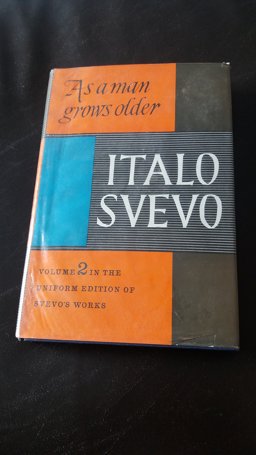 As a man
grows older
ITALO
SVEVO
VOLUME 2 IN THE
UNIFORM EDITION OF
SVEVO'S WORKS